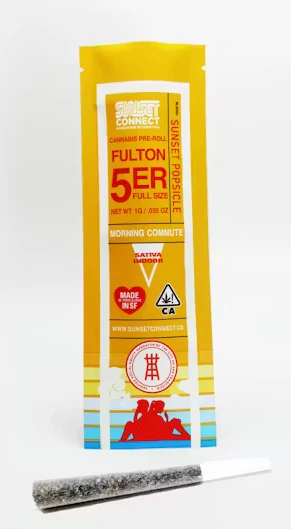 SUNSET
CONNECT
CANNABIS PRE-ROLL
FULTON
5ER
FULL SIZE
NET WT 1G / .035 OZ
SUNSET POPSICLE
MORNING COMMUTE
SATIVA
INDOOR
MADE
IN SF
CA
WWW.SUNSETCONNECT.CO